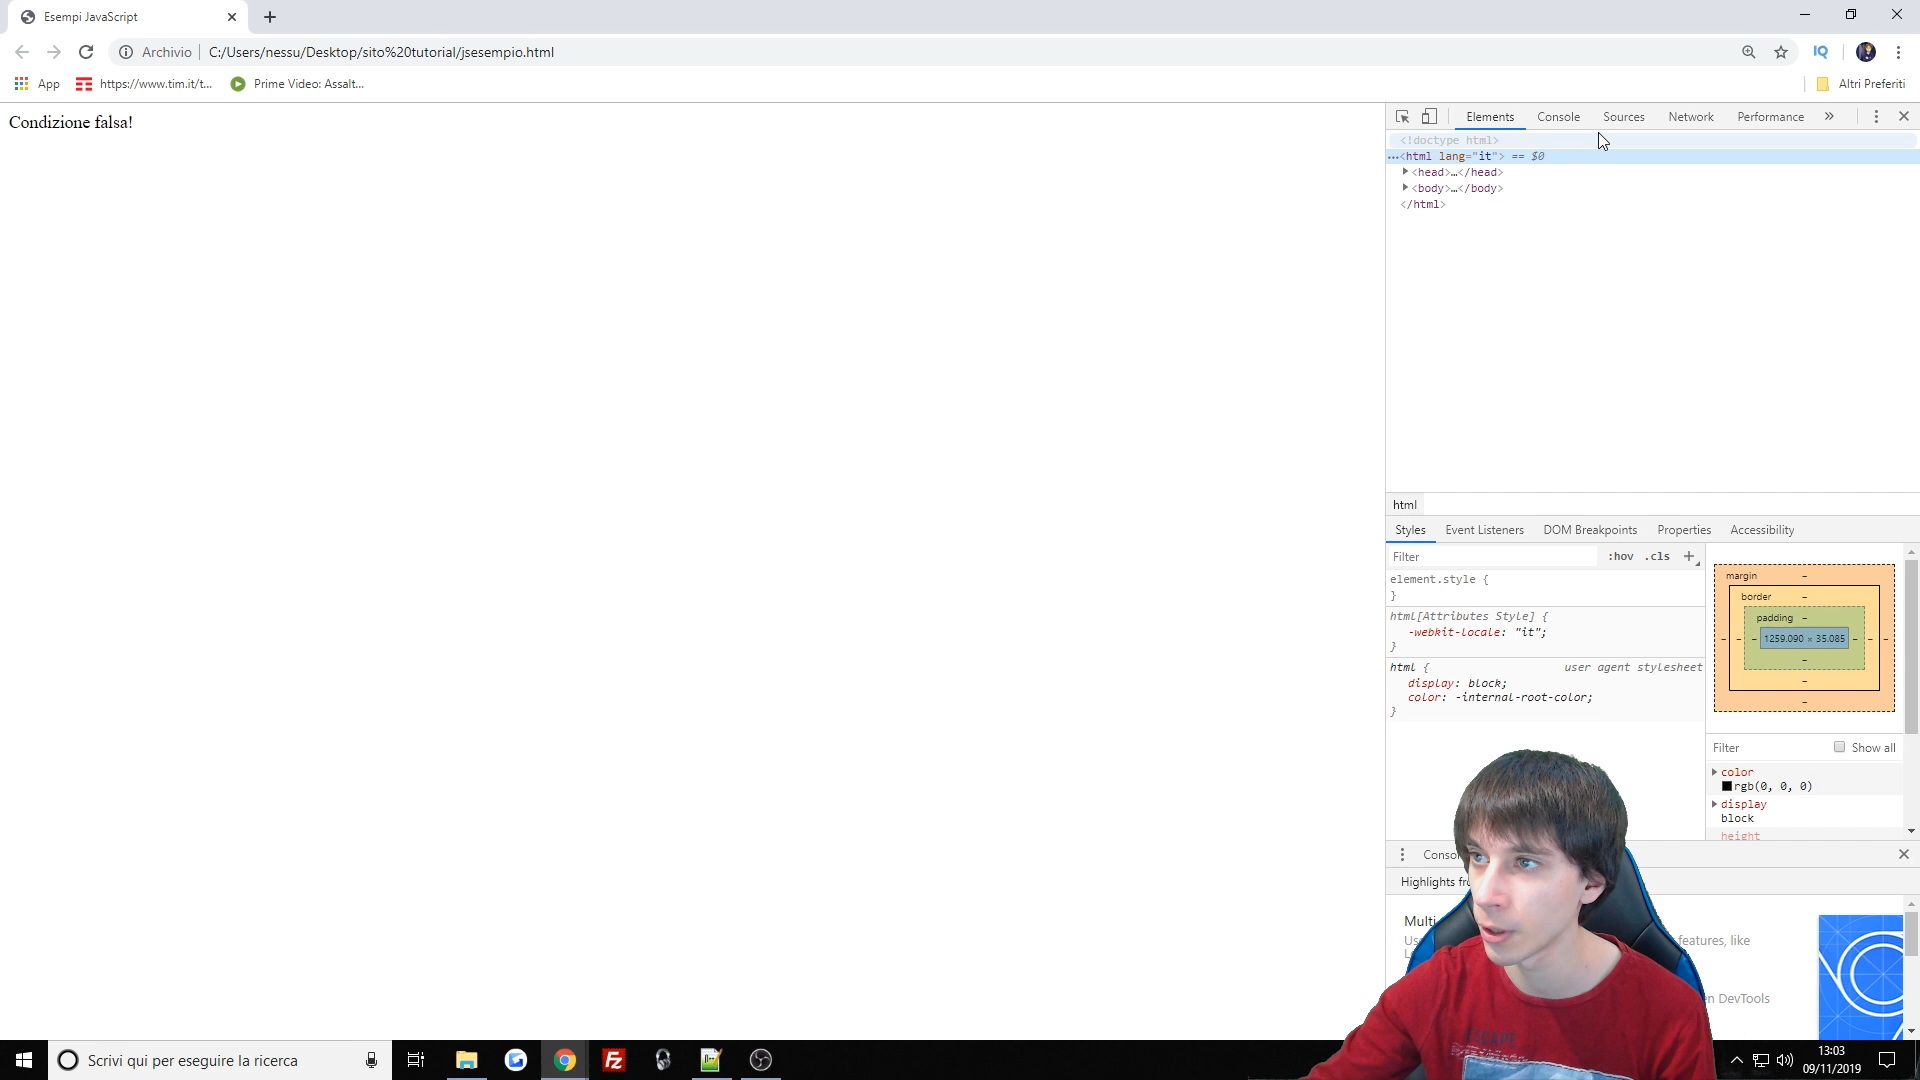 Esempi JavaScript
Archivio
C:/Users/nessu/Desktop/sito%20tutorial/jsesempio.html
IQ
App
https://www.tim.it/t...
Prime Video: Assalt...
Altri Preferiti
Condizione falsa!
Elements Console Sources Network Performance »
<!doctype html>
...<html lang="it"> == $0
<head>…</head>
<body>…</body>
</html>
html
Styles Event Listeners DOM Breakpoints Properties Accessibility
Filter :hov .cls +
element.style {
}
html[Attributes Style] {
-webkit-locale: "it";
}
html { user agent stylesheet
display: block;
color: -internal-root-color;
}
margin –
border –
padding –
1259.090 × 35.085
Filter Show all
color
rgb(0, 0, 0)
display
block
height
Highlights
Multi
features, like
DevTools
Scrivi qui per eseguire la ricerca
13:03
09/11/2019